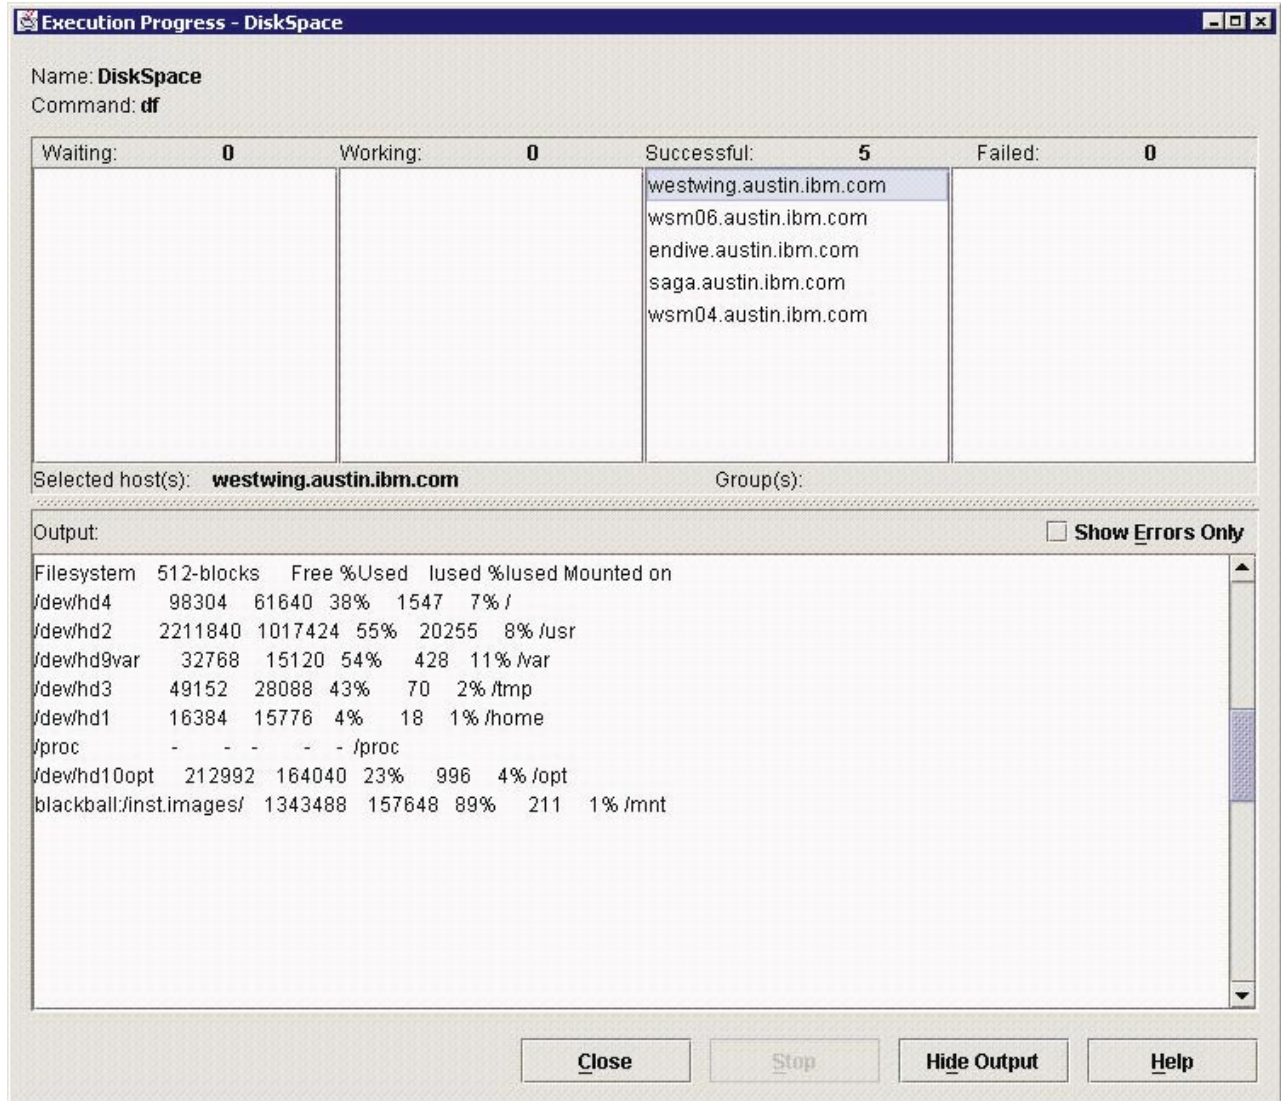 Execution Progress - DiskSpace
Name: DiskSpace
Command: df
Waiting: 0 Working: 0 Successful: 5 Failed: 0
westwing.austin.ibm.com
wsm06.austin.ibm.com
endive.austin.ibm.com
saga.austin.ibm.com
wsm04.austin.ibm.com
Selected host(s): westwing.austin.ibm.com Group(s):
Output: Show Errors Only
Filesystem 512-blocks Free %Used Iused %Iused Mounted on
/dev/hd4 98304 61640 38% 1547 7% /
/dev/hd2 2211840 1017424 55% 20255 8% /usr
/dev/hd9var 32768 15120 54% 428 11% /var
/dev/hd3 49152 28088 43% 70 2% /tmp
/dev/hd1 16384 15776 4% 18 1% /home
/proc - - - - - /proc
/dev/hd10opt 212992 164040 23% 996 4% /opt
blackball:/inst.images/ 1343488 157648 89% 211 1% /mnt
Close Stop Hide Output Help